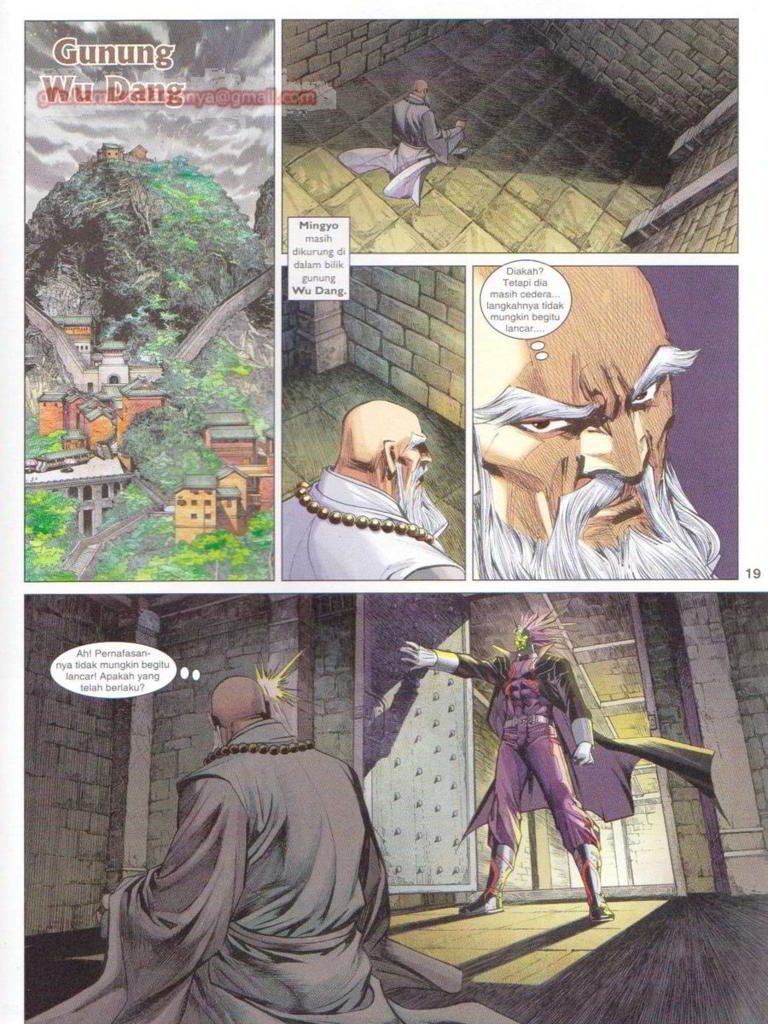 Gunung
Wu Dang
Mingyo
masih
dikurung di
dalam bilik
gunung
Wu Dang.
Diakah?
Tetapi dia
masih cedera...
langkahnya tidak
mungkin begitu
lancar....
19
Ah! Pernafasan-
nya tidak mungkin begitu
lancar! Apakah yang
telah berlaku?